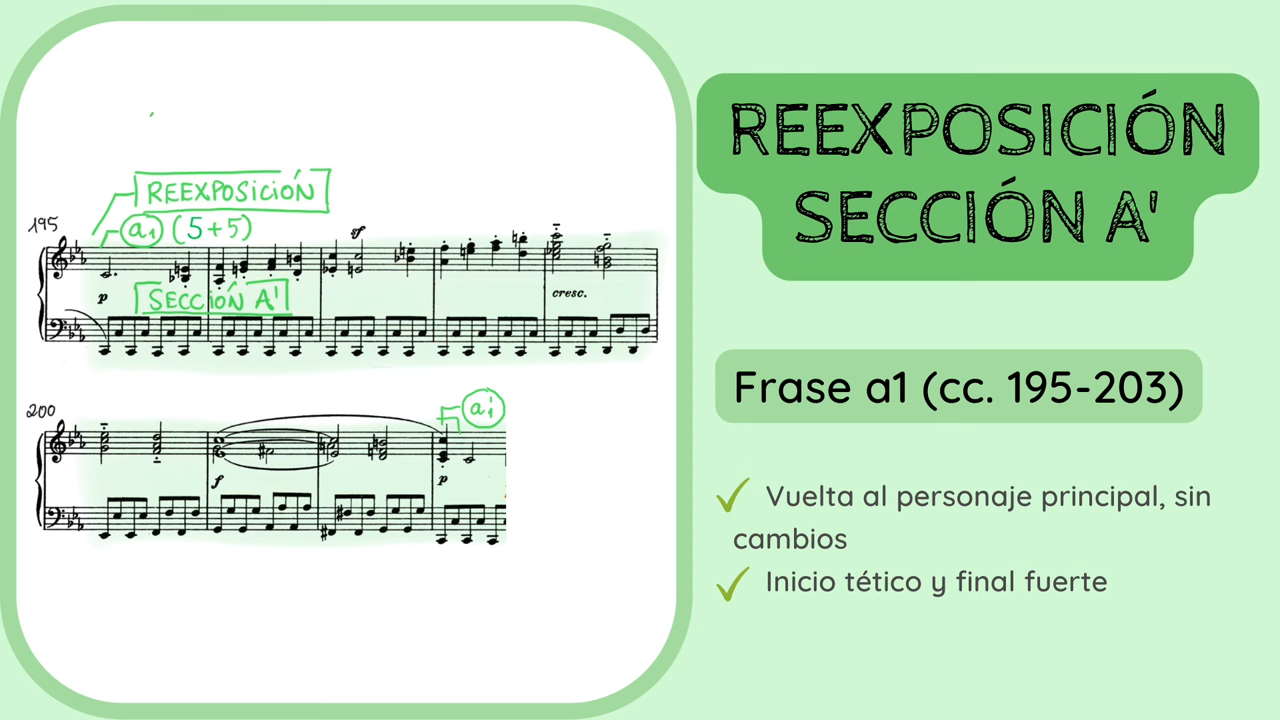 REEXPOSICIÓN
SECCIÓN A'
Frase a1 (cc. 195-203)
Vuelta al personaje principal, sin
cambios
Inicio tético y final fuerte
REEXPOSICIÓN
195
a1 (5+5)
sf
p
SECCIÓN A'
cresc.
200
a1'
f
p